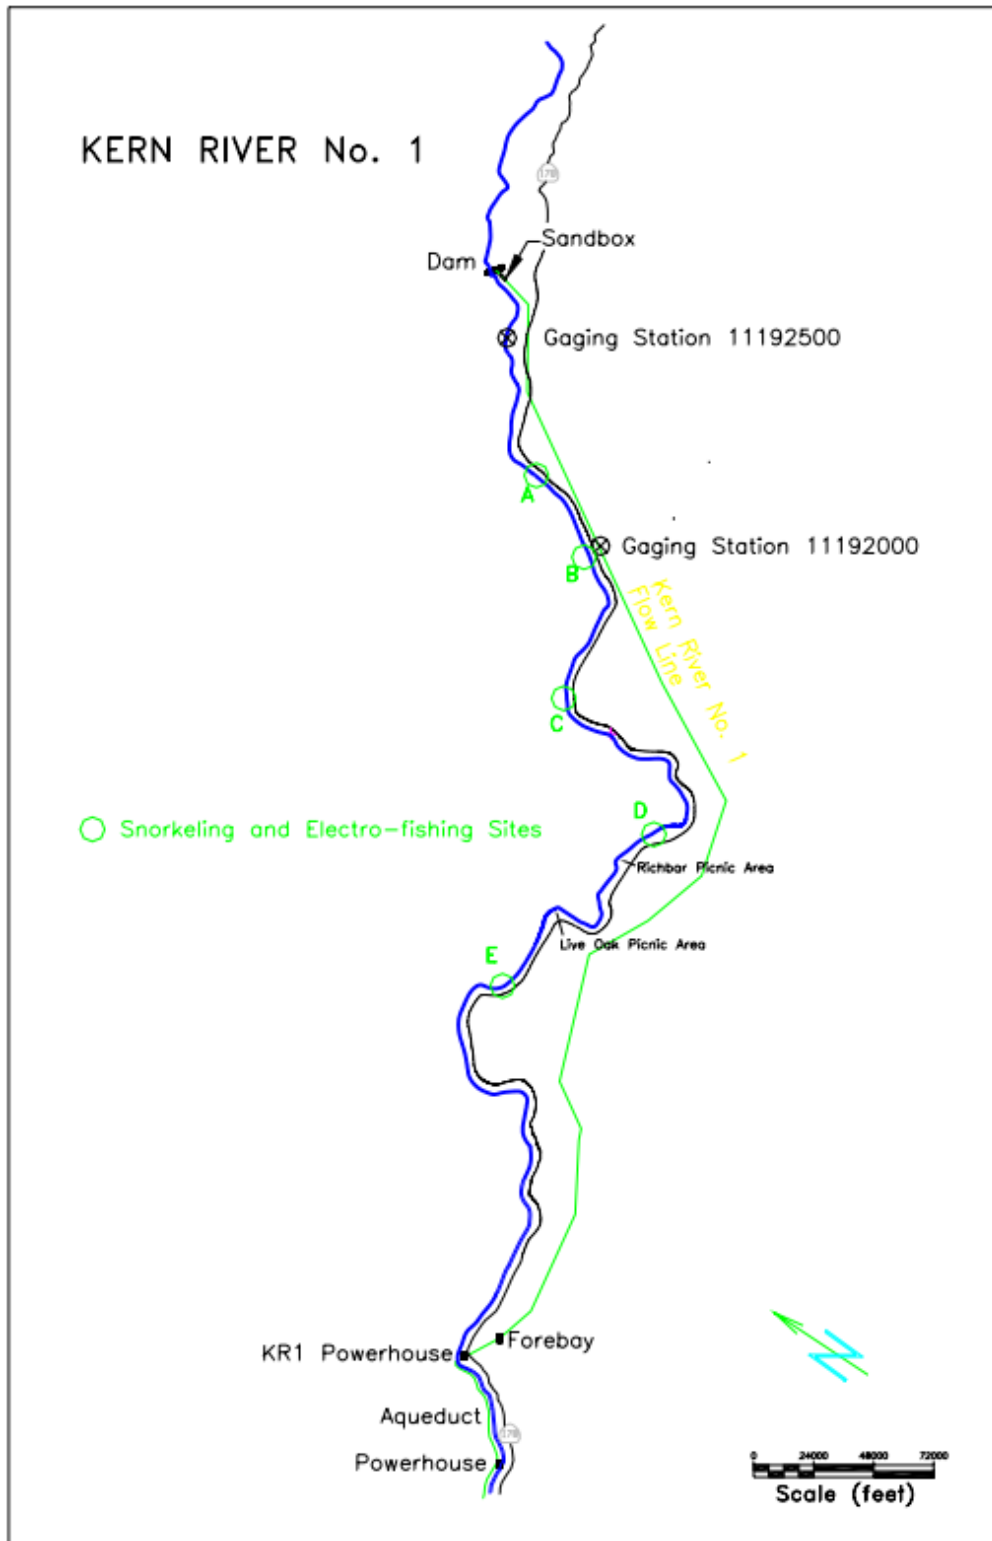 KERN RIVER No. 1
178
Sandbox
Dam
Gaging Station 11192500
A
Gaging Station 11192000
B
Kern River No. 1
Flow Line
C
D
Snorkeling and Electro-fishing Sites
Richbar Picnic Area
Live Oak Picnic Area
E
Forebay
KR1 Powerhouse
N
Aqueduct
178
Powerhouse
0 24000 48000 72000
Scale (feet)